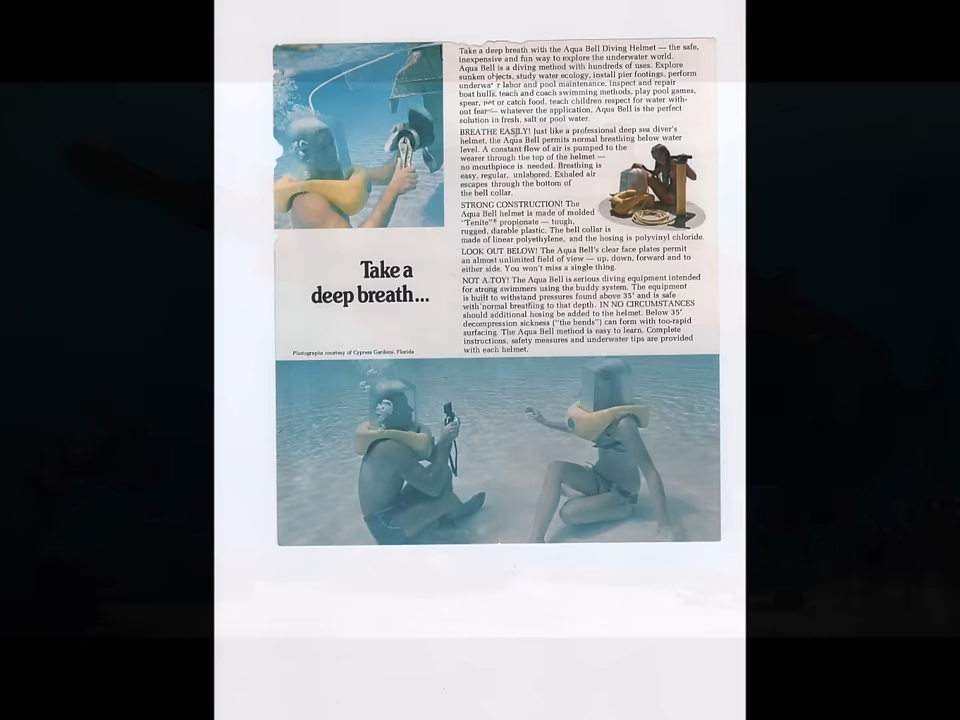 Take a deep breath with the Aqua Bell Diving Helmet — the safe,
inexpensive and fun way to explore the underwater world.
Aqua Bell is a diving method with hundreds of uses. Explore
sunken objects, study water ecology, install pier footings, perform
r labor and pool maintenance, inspect and repair
boat hulls, teach and coach swimming methods, play pool games,
spear, net or catch food, teach children respect for water with-
out fear — whatever the application, Aqua Bell is the perfect
solution in fresh, salt or pool water.
BREATHE EASILY! Just like a professional deep sea diver's
helmet, the Aqua Bell permits normal breathing below water
level. A constant flow of air is pumped to the
wearer through the top of the helmet —
no mouthpiece is needed. Breathing is
easy, regular, unlabored. Exhaled air
escapes through the bottom of
the bell collar.
STRONG CONSTRUCTION! The
Aqua Bell helmet is made of molded
"Tenite"® propionate — tough,
rugged, durable plastic. The bell collar is
made of linear polyethylene, and the hosing is polyvinyl chloride.
LOOK OUT BELOW! The Aqua Bell's clear face plates permit
an almost unlimited field of view — up, down, forward and to
either side. You won't miss a single thing.
NOT A TOY! The Aqua Bell is serious diving equipment intended
for strong swimmers using the buddy system. The equipment
is built to withstand pressures found above 35' and is safe
with normal breathing to that depth. IN NO CIRCUMSTANCES
should additional hosing be added to the helmet. Below 35'
decompression sickness ("the bends") can form with too-rapid
surfacing. The Aqua Bell method is easy to learn. Complete
instructions, safety measures and underwater tips are provided
with each helmet.
Take a
deep breath...
Photographs courtesy of Cypress Gardens, Florida